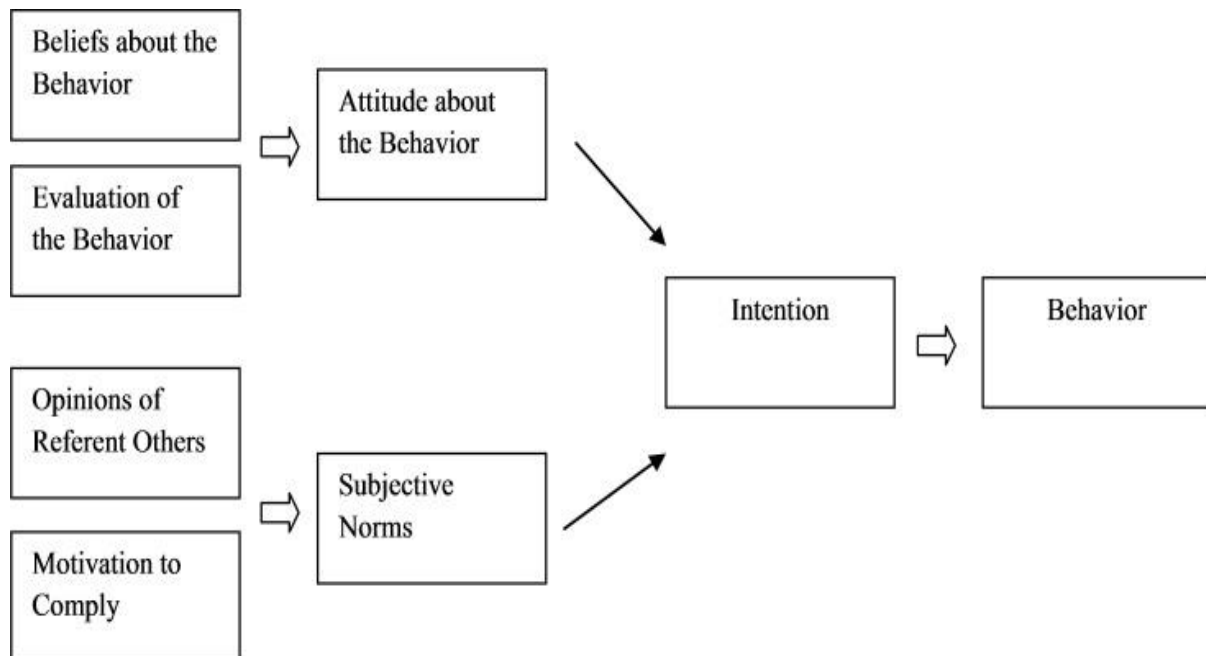 Beliefs about the
Behavior
Evaluation of
the Behavior
Attitude about
the Behavior
Opinions of
Referent Others
Motivation to
Comply
Subjective
Norms
Intention
Behavior